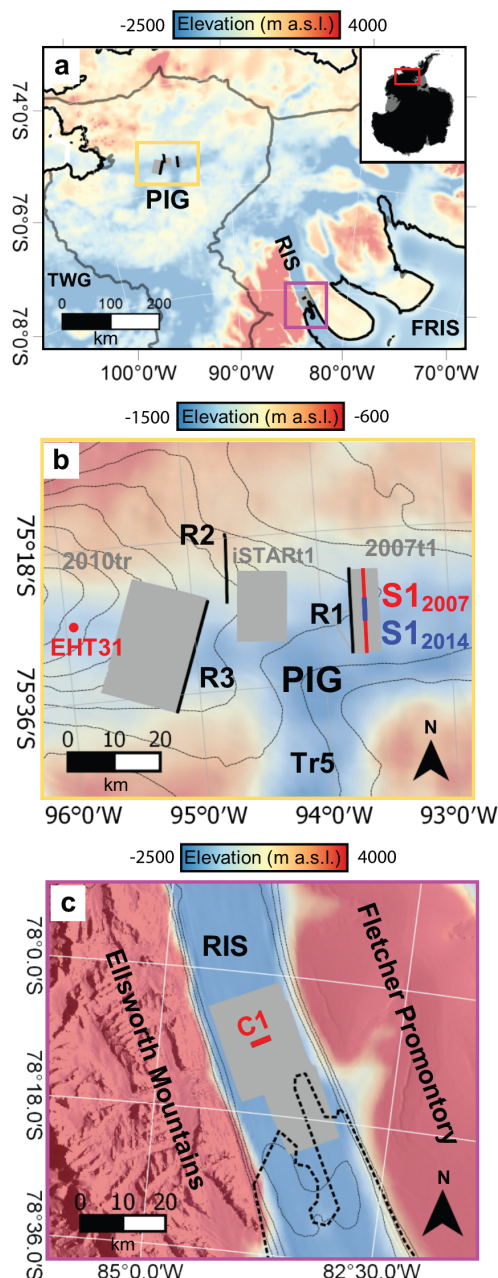 -2500 Elevation (m a.s.l.) 4000
a
74°0'S
76°0'S
78°0'S
PIG
TWG
0 100 200
km
RIS
FRIS
100°0'W 90°0'W 80°0'W 70°0'W
-1500 Elevation (m a.s.l.) -600
b
75°18'S
75°36'S
2010tr
R2
iSTARt1
2007t1
EHT31
R1
S1 2007
S1 2014
R3
PIG
Tr5
0 10 20
km
N
96°0'W 95°0'W 94°0'W 93°0'W
-2500 Elevation (m a.s.l.) 4000
c
78°0.0'S
78°18.0'S
78°36.0'S
RIS
Ellsworth Mountains
Fletcher Promontory
C1
0 10 20
km
N
85°0.0'W 82°30.0'W